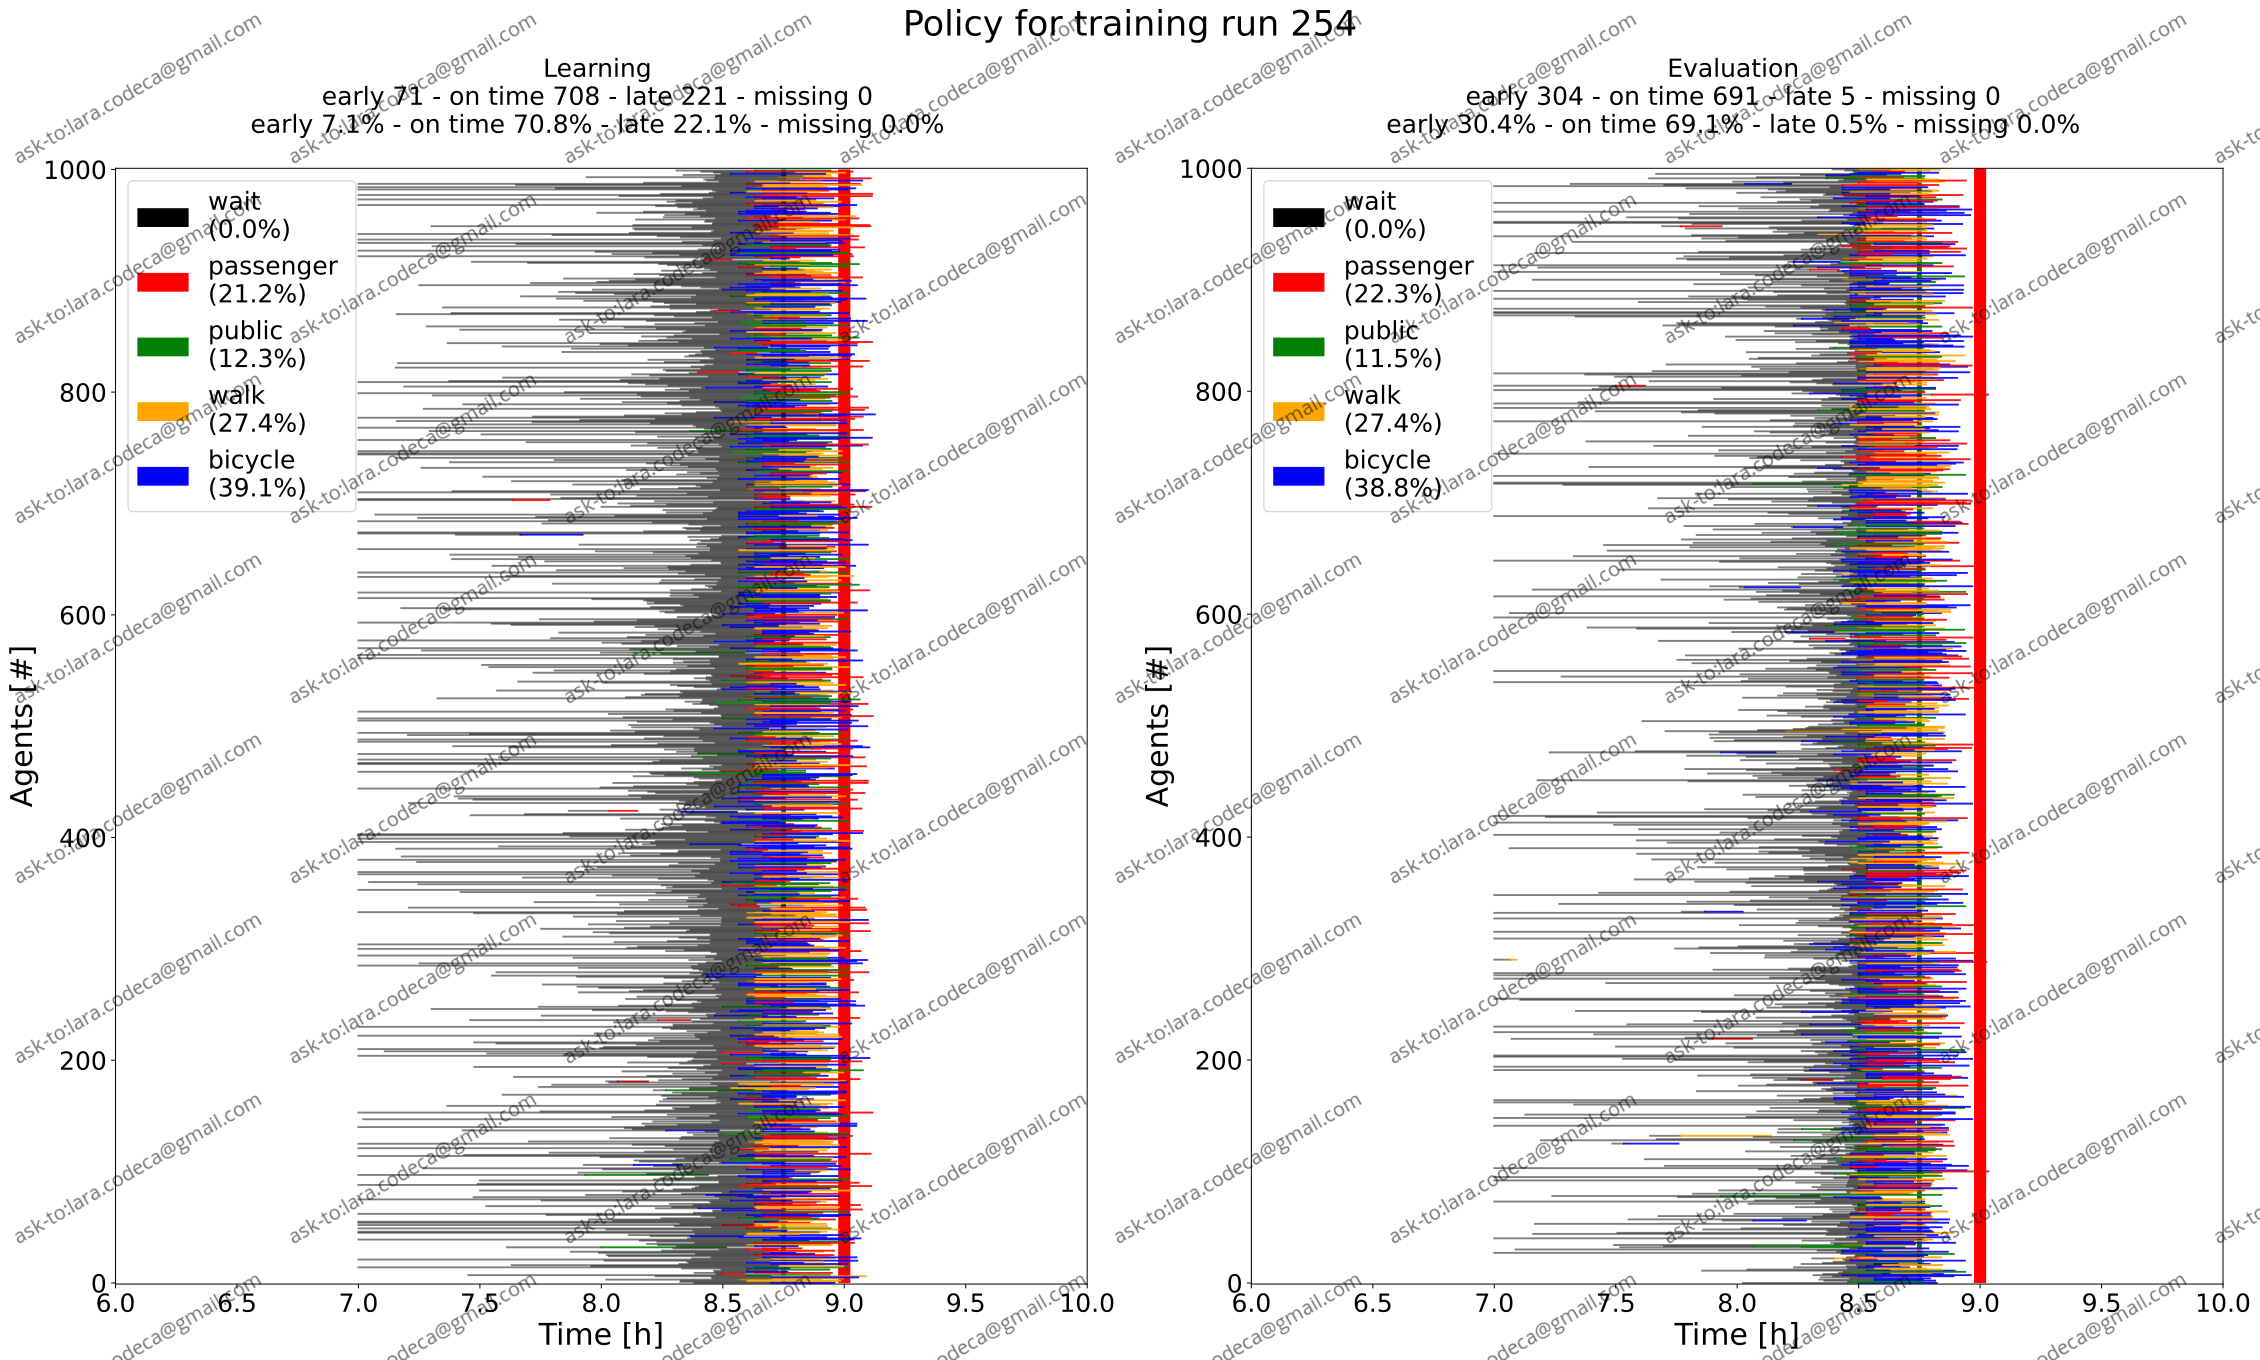 Policy for training run 254
Learning
early 71 - on time 708 - late 221 - missing 0
early 7.1% - on time 70.8% - late 22.1% - missing 0.0%
1000
800
600
400
200
0
Agents [#]
wait
(0.0%)
passenger
(21.2%)
public
(12.3%)
walk
(27.4%)
bicycle
(39.1%)
6.0 6.5 7.0 7.5 8.0 8.5 9.0 9.5 10.0
Time [h]
Evaluation
early 304 - on time 691 - late 5 - missing 0
early 30.4% - on time 69.1% - late 0.5% - missing 0.0%
1000
800
600
400
200
0
Agents [#]
wait
(0.0%)
passenger
(22.3%)
public
(11.5%)
walk
(27.4%)
bicycle
(38.8%)
6.0 6.5 7.0 7.5 8.0 8.5 9.0 9.5 10.0
Time [h]
ask-to:lara.codeca@gmail.com